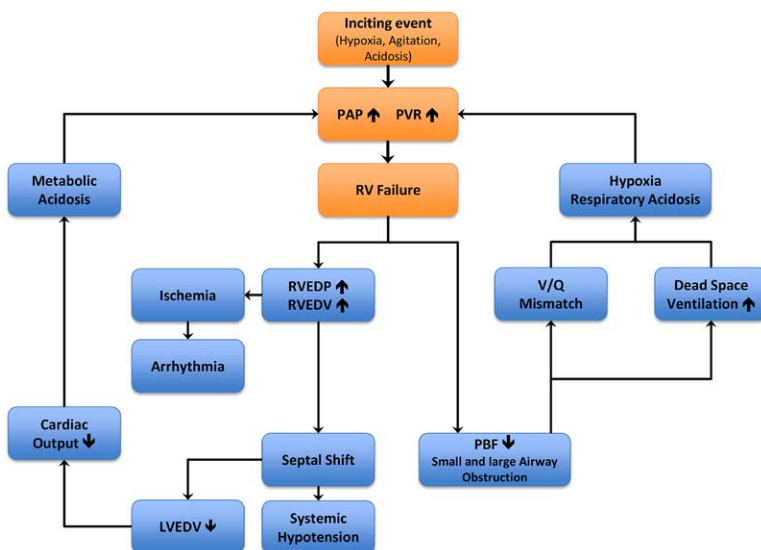 Inciting event
(Hypoxia, Agitation,
Acidosis)
PAP ↑ PVR ↑
Metabolic
Acidosis
RV Failure
Hypoxia
Respiratory Acidosis
Ischemia
RVEDP ↑
RVEDV ↑
V/Q
Mismatch
Dead Space
Ventilation ↑
Arrhythmia
Cardiac
Output ↓
Septal Shift
PBF ↓
Small and large Airway
Obstruction
LVEDV ↓
Systemic
Hypotension